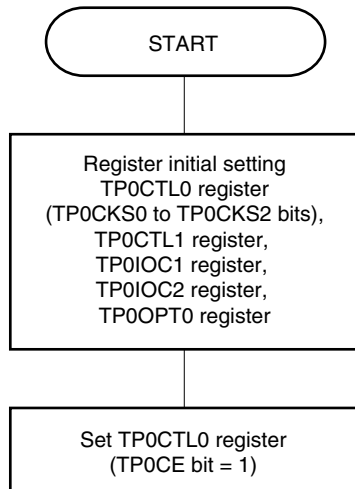 START
Register initial setting
TP0CTL0 register
(TP0CKS0 to TP0CKS2 bits),
TP0CTL1 register,
TP0IOC1 register,
TP0IOC2 register,
TP0OPT0 register
Set TP0CTL0 register
(TP0CE bit = 1)